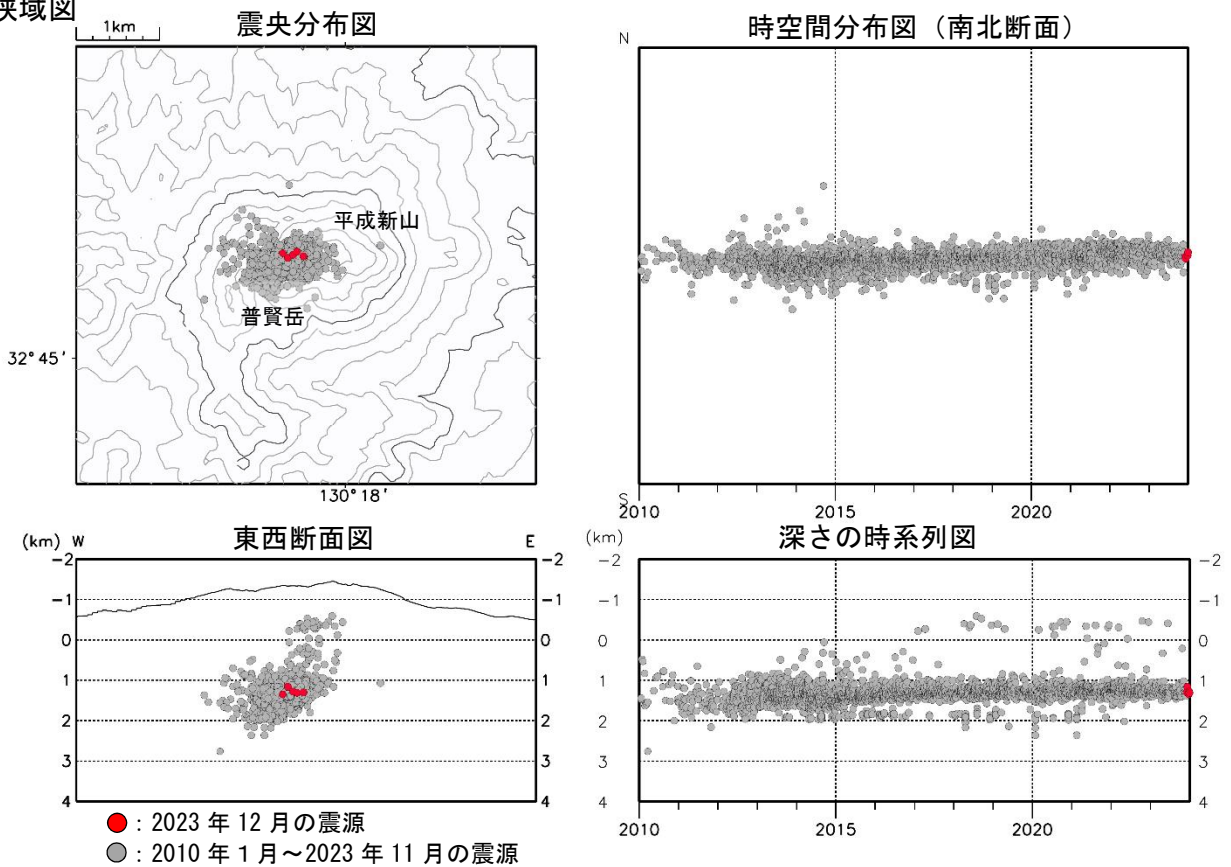 狭域図
1km
震央分布図
平成新山
普賢岳
32°45'
130°18'
時空間分布図（南北断面）
N
S
2010 2015 2020
東西断面図
(km) W E
-2 -2
-1 -1
0 0
1 1
2 2
3 3
4 4
深さの時系列図
(km)
-2 -2
-1 -1
0 0
1 1
2 2
3 3
4 4
2010 2015 2020
：2023 年 12 月の震源
：2010 年 1 月～2023 年 11 月の震源